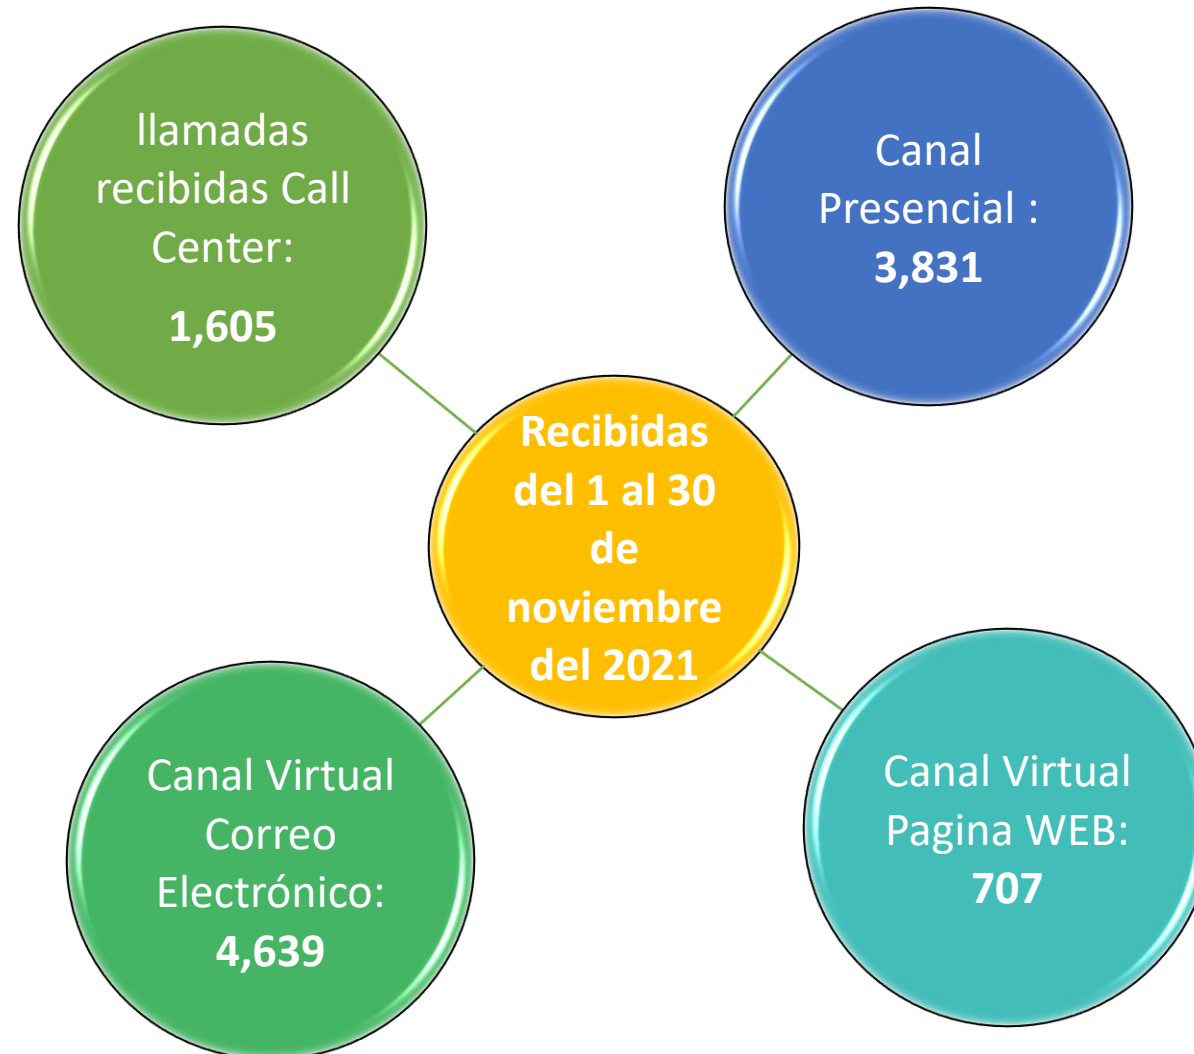 llamadas
recibidas Call
Center:
1,605
Canal
Presencial :
3,831
Recibidas
del 1 al 30
de
noviembre
del 2021
Canal Virtual
Correo
Electrónico:
4,639
Canal Virtual
Pagina WEB:
707